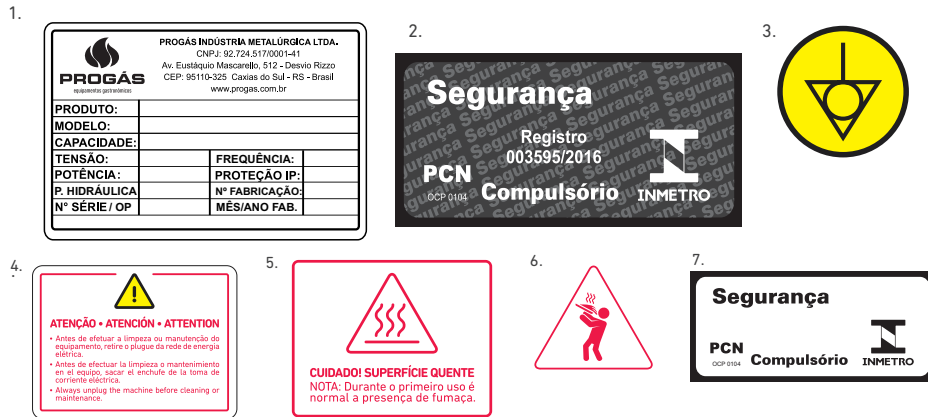 1.
PROGÁS
equipamentos gastronômicos
PROGÁS INDÚSTRIA METALÚRGICA LTDA.
CNPJ: 92.724.517/0001-41
Av. Eustáquio Mascarello, 512 - Desvio Rizzo
CEP: 95110-325 Caxias do Sul - RS - Brasil
www.progas.com.br
PRODUTO:
MODELO:
CAPACIDADE:
TENSÃO: FREQUÊNCIA:
POTÊNCIA: PROTEÇÃO IP:
P. HIDRÁULICA Nº FABRICAÇÃO:
N° SÉRIE / OP MÊS/ANO FAB.
2.
Segurança
Registro
003595/2016
PCN
OCP 0104
Compulsório
INMETRO
3.
4.
ATENÇÃO • ATENCIÓN • ATTENTION
• Antes de efetuar a limpeza ou manutenção do
equipamento, retire o plugue da rede de energia
elétrica.
• Antes de efectuar la limpieza o mantenimiento
en el equipo, sacar el enchufe de la toma de
corriente eléctrica.
• Always unplug the machine before cleaning or
maintenance.
5.
CUIDADO! SUPERFÍCIE QUENTE
NOTA: Durante o primeiro uso é
normal a presença de fumaça.
6.
7.
Segurança
PCN
OCP 0104
Compulsório
INMETRO